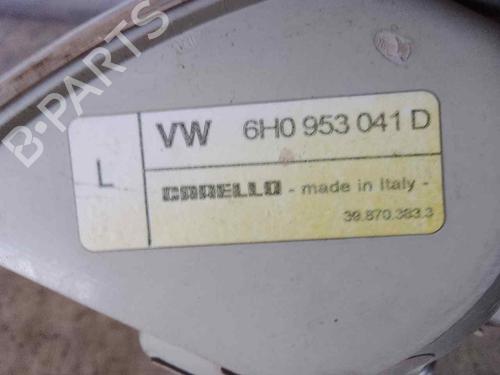 B-PARTS
L
VW 6H0 953 041 D
CARELLO - made in Italy -
39.870.383.3